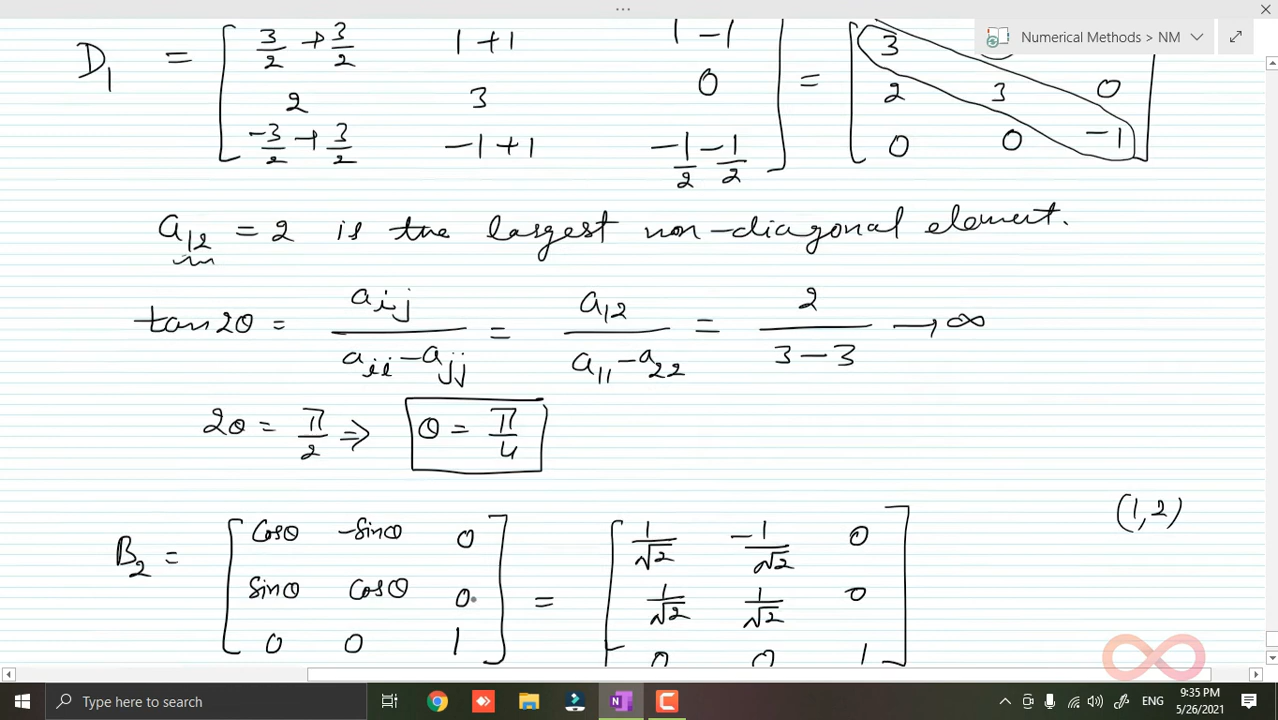 Numerical Methods > NM
D₁ = [ 3/2 + 3/2   1 + 1   1 - 1 ] = [ 3 ]
[ 2   3   0 ] [ 2   3   0 ]
[ -3/2 + 3/2   -1 + 1   -1/2 - 1/2 ] [ 0   0   -1 ]
a₁₂ = 2 is the largest non-diagonal element.
tan2θ = aᵢⱼ / (aᵢᵢ - aⱼⱼ) = a₁₂ / (a₁₁ - a₂₂) = 2 / (3 - 3) → ∞
2θ = π/2 ⇒ θ = π/4
(1,2)
B₂ = [ cosθ   -sinθ   0 ] = [ 1/√2   -1/√2   0 ]
[ sinθ   cosθ   0 ] [ 1/√2   1/√2   0 ]
[ 0   0   1 ] [ 0   0   1 ]
Type here to search
ENG
9:35 PM
5/26/2021